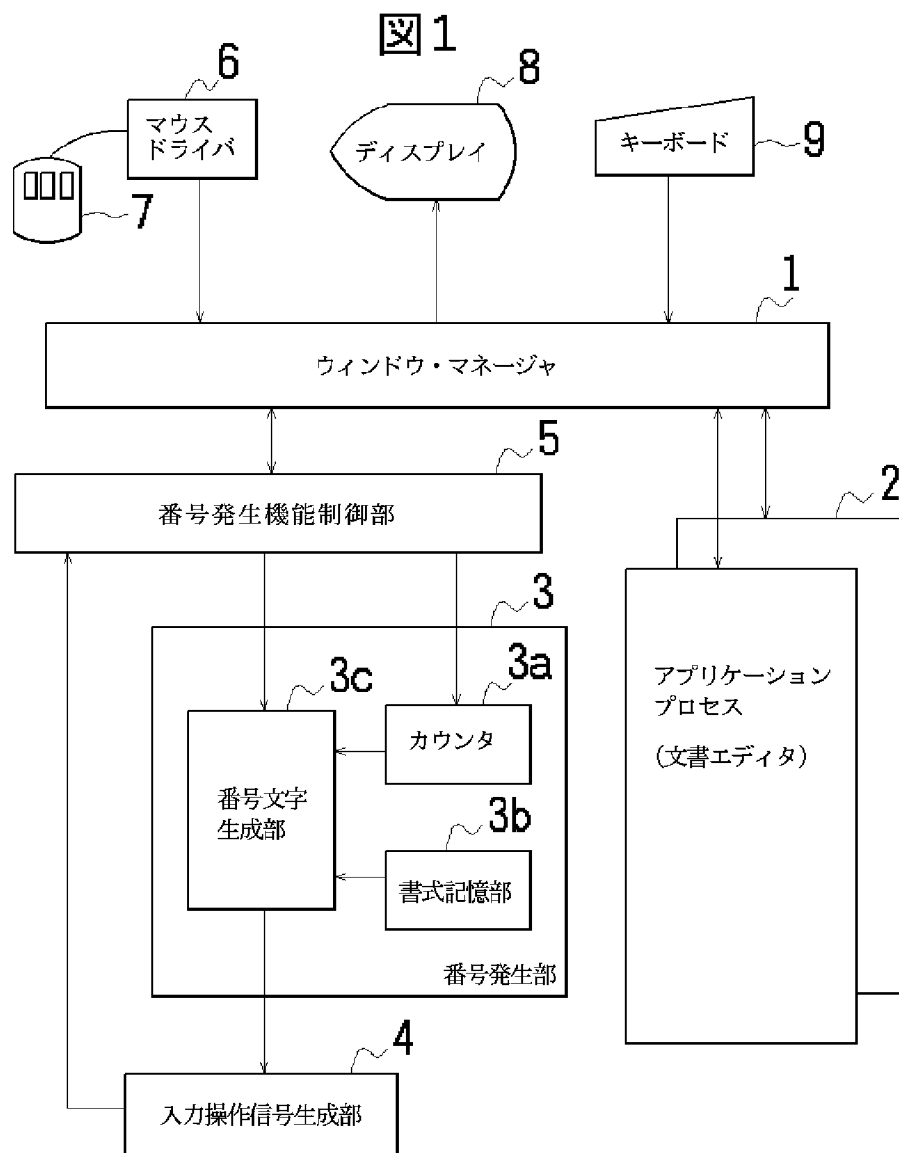 図1
6
8
マウス
ドライバ
ディスプレイ
キーボード
9
7
1
ウィンドウ・マネージャ
5
番号発生機能制御部
2
3
3c
3a
カウンタ
アプリケーション
プロセス
(文書エディタ)
番号文字
生成部
3b
書式記憶部
番号発生部
4
入力操作信号生成部